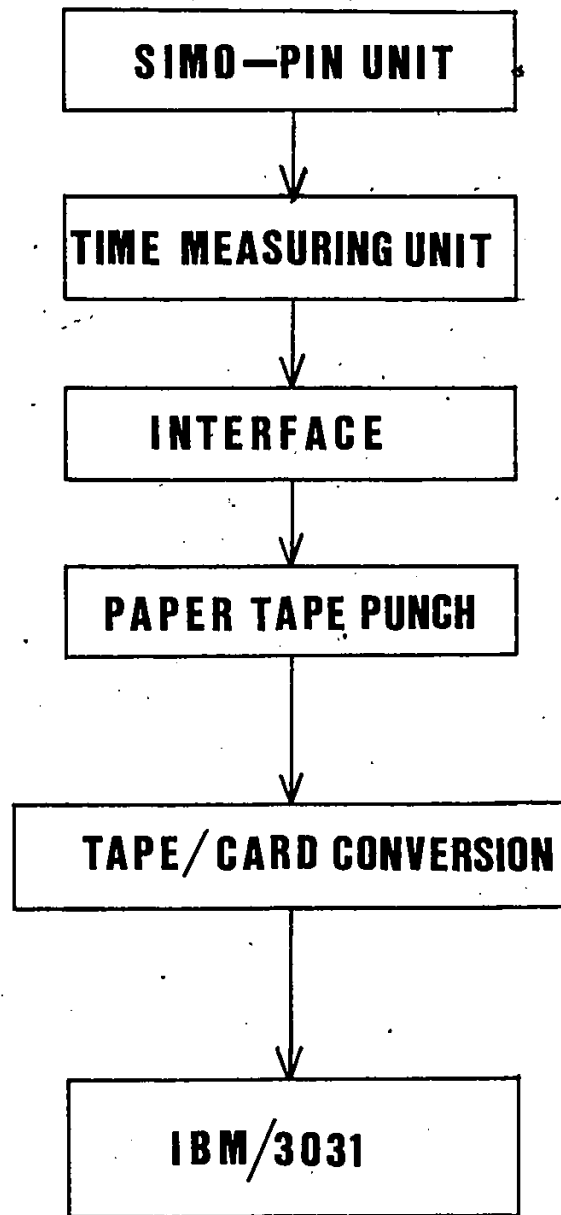 SIMO—PIN UNIT
TIME MEASURING UNIT
INTERFACE
PAPER TAPE PUNCH
TAPE/CARD CONVERSION
IBM/3031